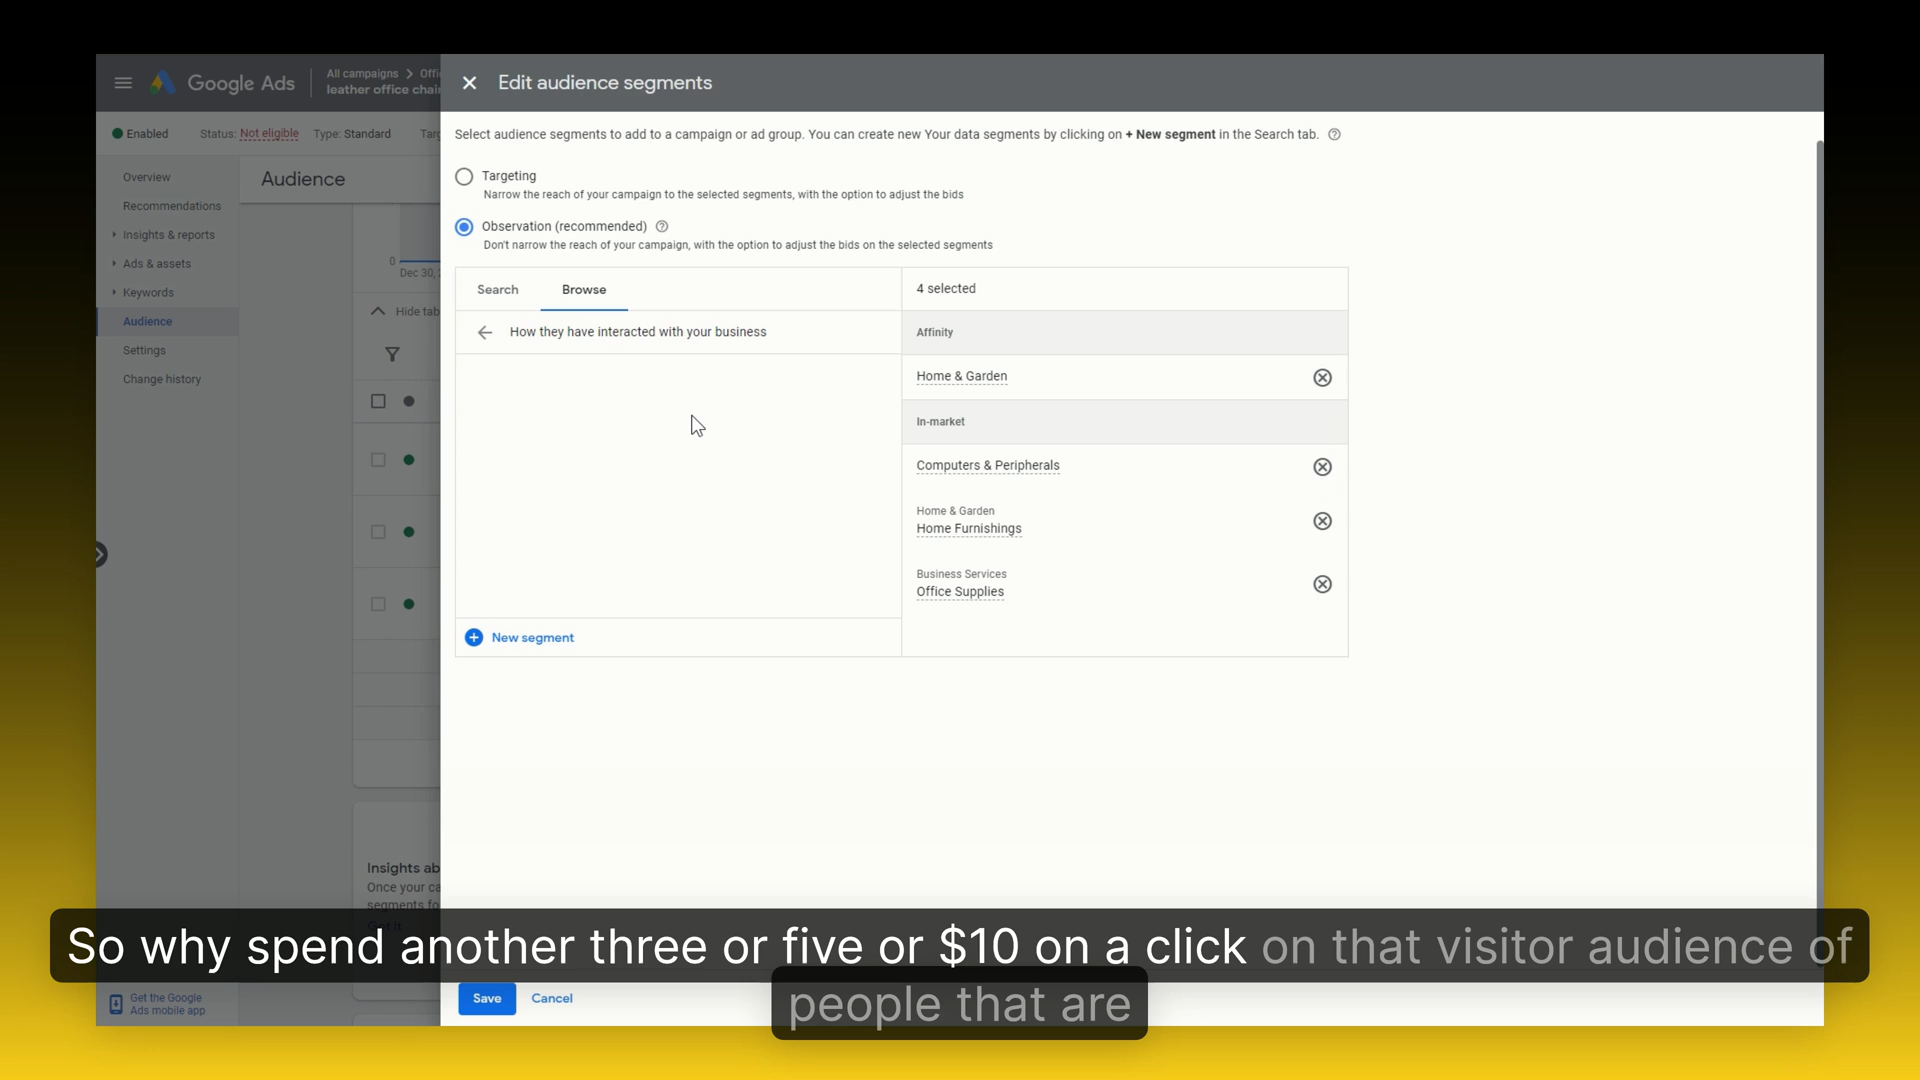 Google Ads
All campaigns > Offi
leather office chair
Edit audience segments
Enabled
Status: Not eligible
Type: Standard
Targ
Overview
Recommendations
Insights & reports
Ads & assets
Keywords
Audience
Settings
Change history
Audience
0
Dec 30,
Hide tab
Select audience segments to add to a campaign or ad group. You can create new Your data segments by clicking on + New segment in the Search tab.
Targeting
Narrow the reach of your campaign to the selected segments, with the option to adjust the bids
Observation (recommended)
Don't narrow the reach of your campaign, with the option to adjust the bids on the selected segments
Search
Browse
4 selected
How they have interacted with your business
Affinity
Home & Garden
In-market
Computers & Peripherals
Home & Garden
Home Furnishings
Business Services
Office Supplies
New segment
Insights ab
Once your ca
segments fo
So why spend another three or five or $10 on a click on that visitor audience of
people that are
Save
Cancel
Get the Google
Ads mobile app